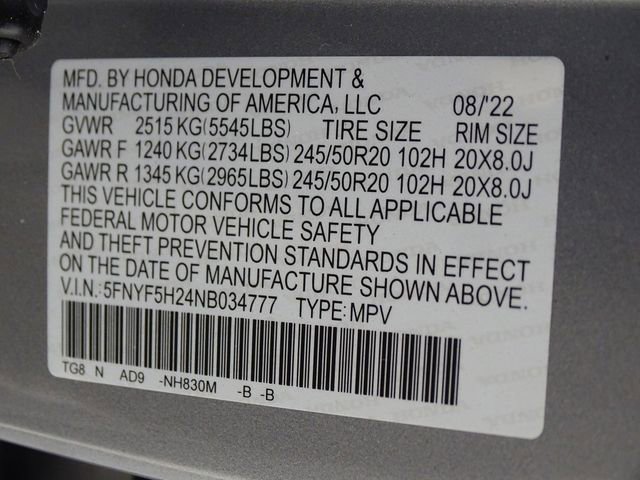 MFD. BY HONDA DEVELOPMENT &
MANUFACTURING OF AMERICA, LLC 08/'22
GVWR 2515 KG(5545LBS) TIRE SIZE RIM SIZE
GAWR F 1240 KG(2734LBS) 245/50R20 102H 20X8.0J
GAWR R 1345 KG(2965LBS) 245/50R20 102H 20X8.0J
THIS VEHICLE CONFORMS TO ALL APPLICABLE
FEDERAL MOTOR VEHICLE SAFETY
AND THEFT PREVENTION STANDARDS IN EFFECT
ON THE DATE OF MANUFACTURE SHOWN ABOVE.
V.I.N.:5FNYF5H24NB034777 TYPE:MPV
TG8 N AD9 -NH830M -B -B